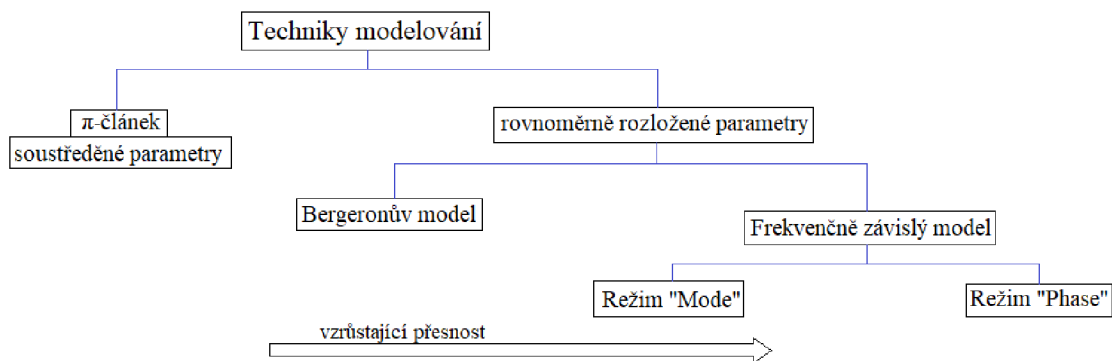 Techniky modelování
π-článek
soustředěné parametry
rovnoměrně rozložené parametry
Bergeronův model
Frekvenčně závislý model
Režim "Mode"
Režim "Phase"
vzrůstající přesnost